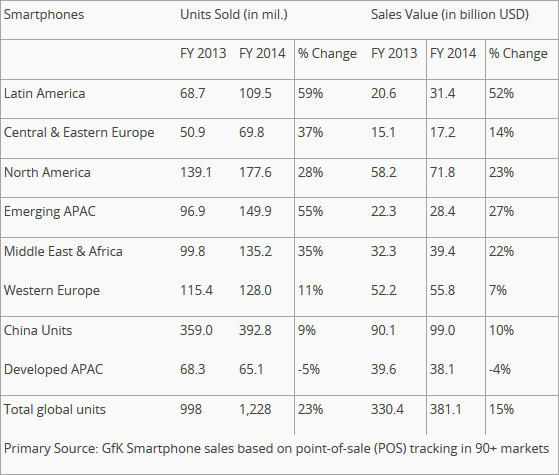 Smartphones Units Sold (in mil.) Sales Value (in billion USD)
FY 2013 FY 2014 % Change FY 2013 FY 2014 % Change
Latin America 68.7 109.5 59% 20.6 31.4 52%
Central & Eastern Europe 50.9 69.8 37% 15.1 17.2 14%
North America 139.1 177.6 28% 58.2 71.8 23%
Emerging APAC 96.9 149.9 55% 22.3 28.4 27%
Middle East & Africa 99.8 135.2 35% 32.3 39.4 22%
Western Europe 115.4 128.0 11% 52.2 55.8 7%
China Units 359.0 392.8 9% 90.1 99.0 10%
Developed APAC 68.3 65.1 -5% 39.6 38.1 -4%
Total global units 998 1,228 23% 330.4 381.1 15%
Primary Source: GfK Smartphone sales based on point-of-sale (POS) tracking in 90+ markets